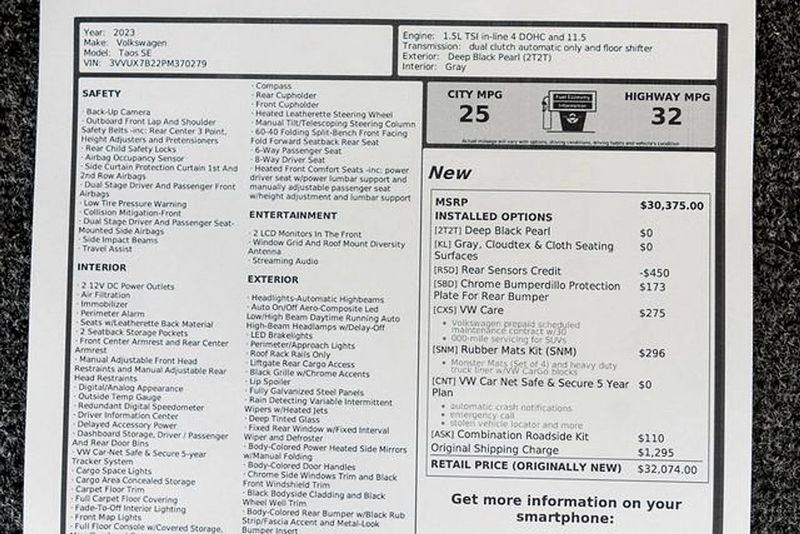 Year: 2023
Make: Volkswagen
Model: Taos SE
VIN: 3VVUX7B22PM370279
Engine: 1.5L TSI in-line 4 DOHC and 11.5
Transmission: dual clutch automatic only and floor shifter
Exterior: Deep Black Pearl (2T2T)
Interior: Gray
SAFETY
· Back-Up Camera
· Outboard Front Lap And Shoulder
Safety Belts -inc: Rear Center 3 Point,
Height Adjusters and Pretensioners
· Rear Child Safety Locks
· Airbag Occupancy Sensor
· Side Curtain Protection Curtain 1st And
2nd Row Airbags
· Dual Stage Driver And Passenger Front
Airbags
· Low Tire Pressure Warning
· Collision Mitigation-Front
· Dual Stage Driver And Passenger Seat-
Mounted Side Airbags
· Side Impact Beams
· Travel Assist
INTERIOR
· 2 12V DC Power Outlets
· Air Filtration
· Immobilizer
· Perimeter Alarm
· Seats w/Leatherette Back Material
· 2 Seatback Storage Pockets
· Front Center Armrest and Rear Center
Armrest
· Manual Adjustable Front Head
Restraints and Manual Adjustable Rear
Head Restraints
· Digital/Analog Appearance
· Outside Temp Gauge
· Redundant Digital Speedometer
· Driver Information Center
· Delayed Accessory Power
· Dashboard Storage, Driver / Passenger
And Rear Door Bins
· VW Car-Net Safe & Secure 5-year
Tracker System
· Cargo Space Lights
· Cargo Area Concealed Storage
· Carpet Floor Trim
· Full Carpet Floor Covering
· Fade-To-Off Interior Lighting
· Front Map Lights
· Full Floor Console w/Covered Storage,
· Compass
· Rear Cupholder
· Front Cupholder
· Heated Leatherette Steering Wheel
· Manual Tilt/Telescoping Steering Column
· 60-40 Folding Split-Bench Front Facing
Fold Forward Seatback Rear Seat
· 6-Way Passenger Seat
· 8-Way Driver Seat
· Heated Front Comfort Seats -inc: power
driver seat w/power lumbar support and
manually adjustable passenger seat
w/height adjustment and lumbar support
ENTERTAINMENT
· 2 LCD Monitors In The Front
· Window Grid And Roof Mount Diversity
Antenna
· Streaming Audio
EXTERIOR
· Headlights-Automatic Highbeams
· Auto On/Off Aero-Composite Led
Low/High Beam Daytime Running Auto
High-Beam Headlamps w/Delay-Off
· LED Brakelights
· Perimeter/Approach Lights
· Roof Rack Rails Only
· Liftgate Rear Cargo Access
· Black Grille w/Chrome Accents
· Lip Spoiler
· Fully Galvanized Steel Panels
· Rain Detecting Variable Intermittent
Wipers w/Heated Jets
· Deep Tinted Glass
· Fixed Rear Window w/Fixed Interval
Wiper and Defroster
· Body-Colored Power Heated Side Mirrors
w/Manual Folding
· Body-Colored Door Handles
· Chrome Side Windows Trim and Black
Front Windshield Trim
· Black Bodyside Cladding and Black
Wheel Well Trim
· Body-Colored Rear Bumper w/Black Rub
Strip/Fascia Accent and Metal-Look
Bumper Insert
CITY MPG
25
Fuel Economy
Information
HIGHWAY MPG
32
Actual mileage will vary with options, driving conditions, driving habits and vehicle's condition
New
MSRP $30,375.00
INSTALLED OPTIONS
[2T2T] Deep Black Pearl $0
[KL] Gray, Cloudtex & Cloth Seating $0
Surfaces
[RSD] Rear Sensors Credit -$450
[SBD] Chrome Bumperdillo Protection $173
Plate For Rear Bumper
[CXS] VW Care $275
• Volkswagen prepaid scheduled
maintenance contract w/30
• 000-mile servicing for SUVs
[SNM] Rubber Mats Kit (SNM) $296
• Monster Mats (Set of 4) and heavy duty
truck liner w/ VW CarGo blocks
[CNT] VW Car Net Safe & Secure 5 Year $0
Plan
• automatic crash notifications
• emergency call
• stolen vehicle locator and more
[ASK] Combination Roadside Kit $110
Original Shipping Charge $1,295
RETAIL PRICE (ORIGINALLY NEW) $32,074.00
Get more information on your
smartphone: